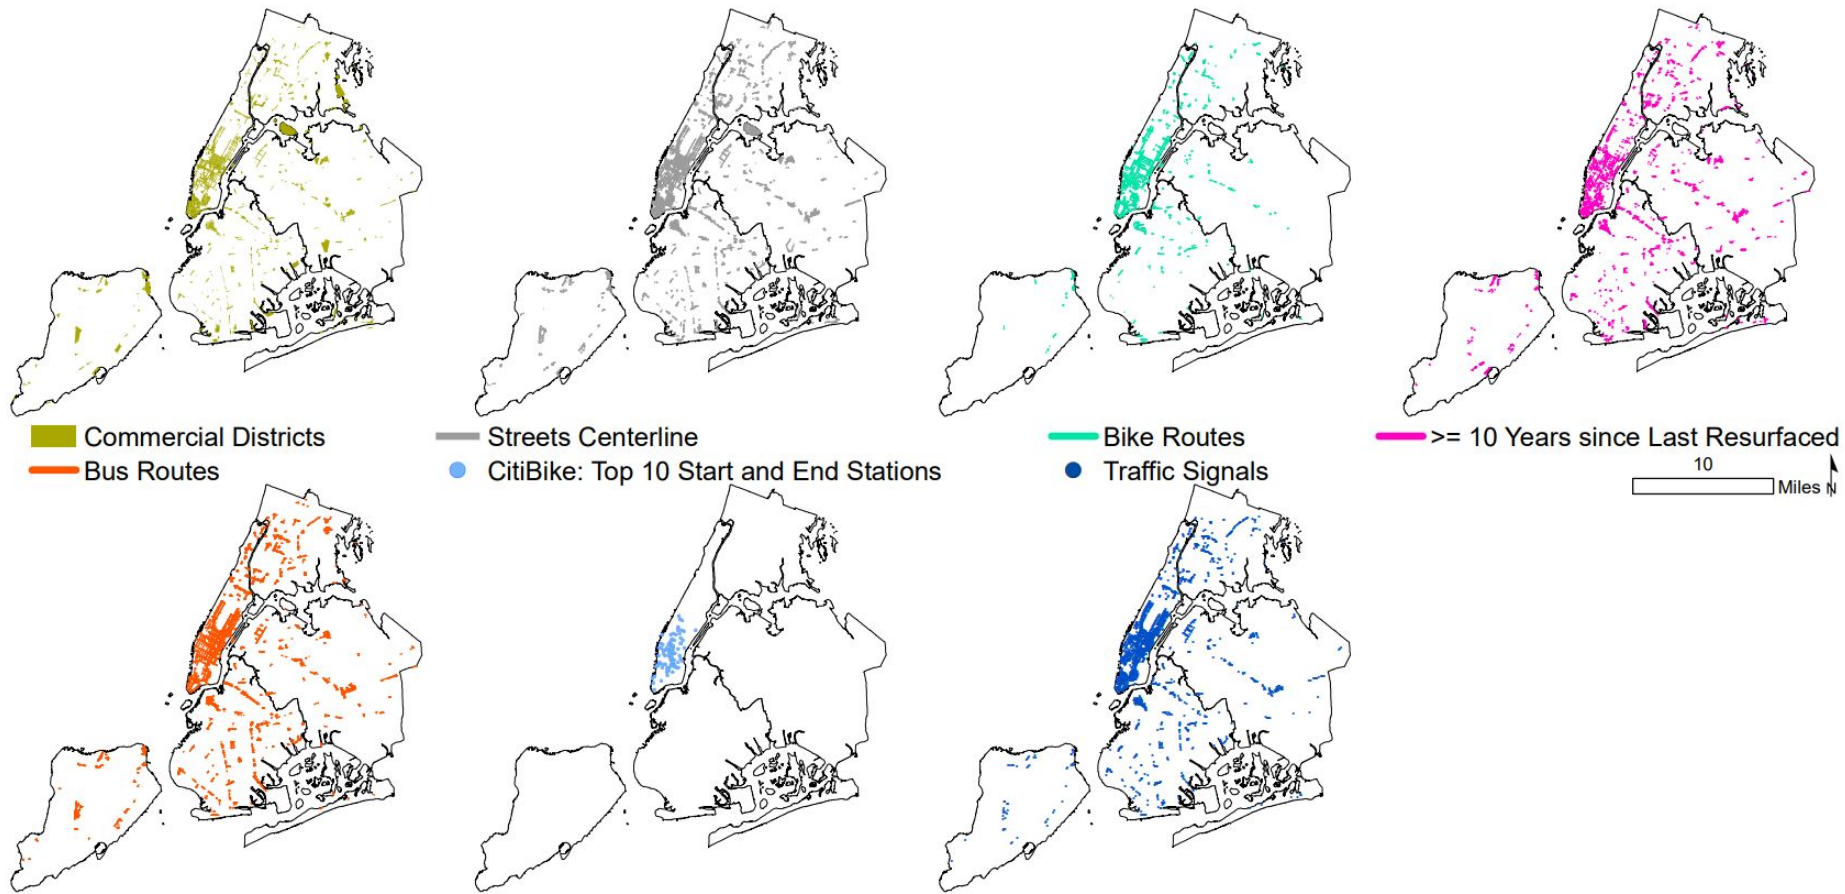 Commercial Districts
Streets Centerline
Bike Routes
>= 10 Years since Last Resurfaced
Bus Routes
CitiBike: Top 10 Start and End Stations
Traffic Signals
10
Miles N